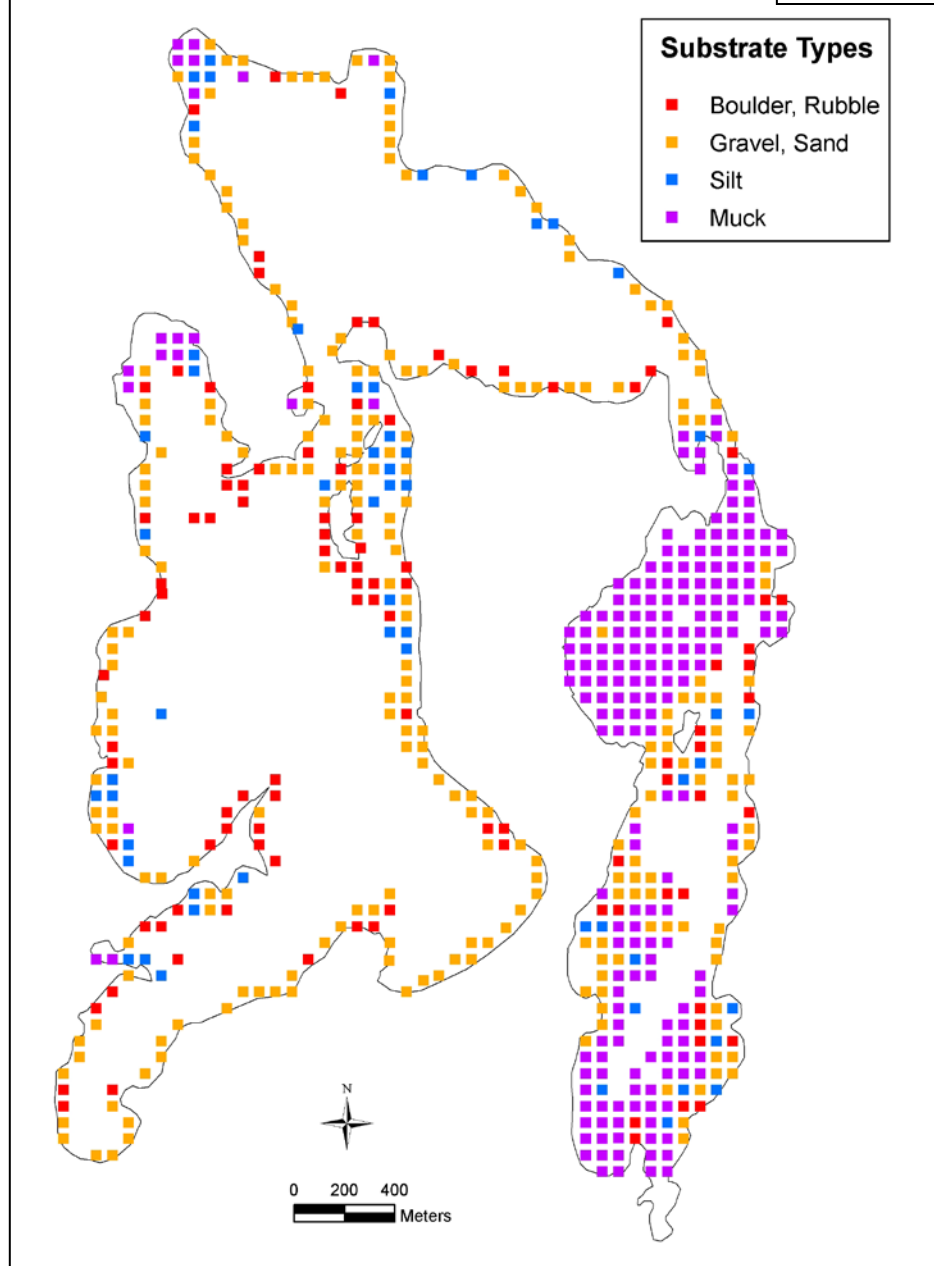 Substrate Types
Boulder, Rubble
Gravel, Sand
Silt
Muck
N
0 200 400
Meters